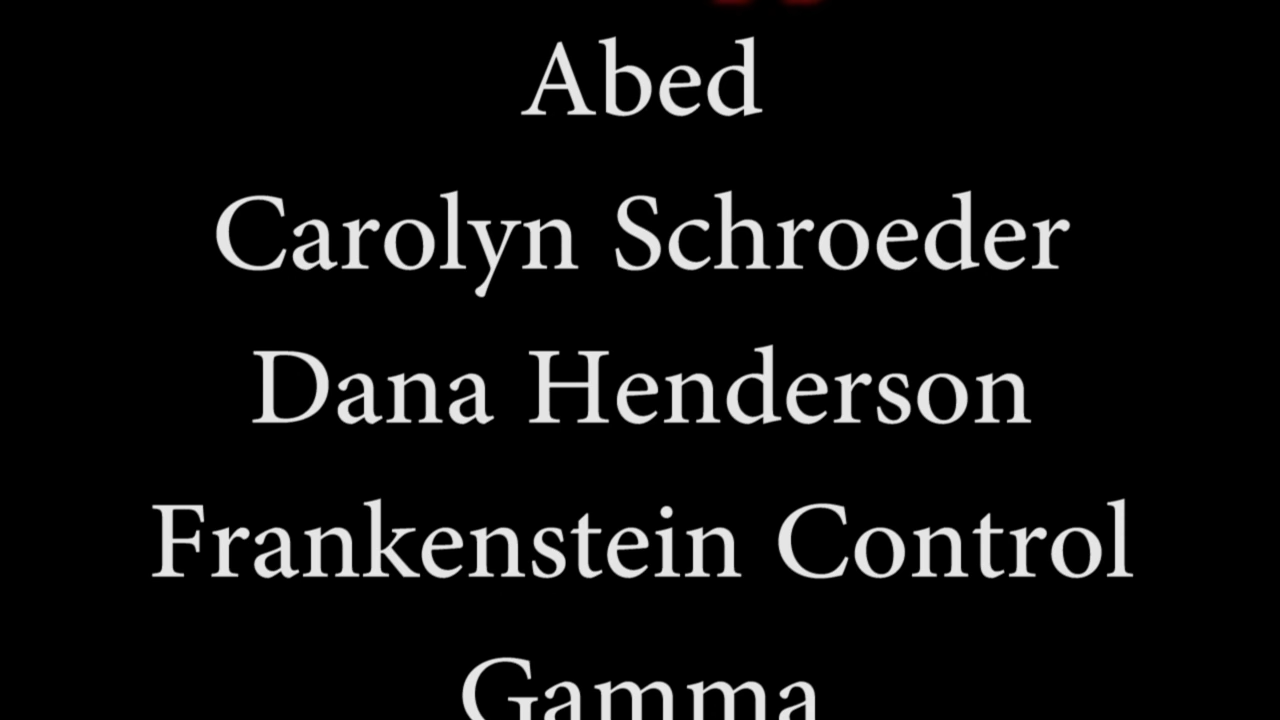 Abed
Carolyn Schroeder
Dana Henderson
Frankenstein Control
Gamma